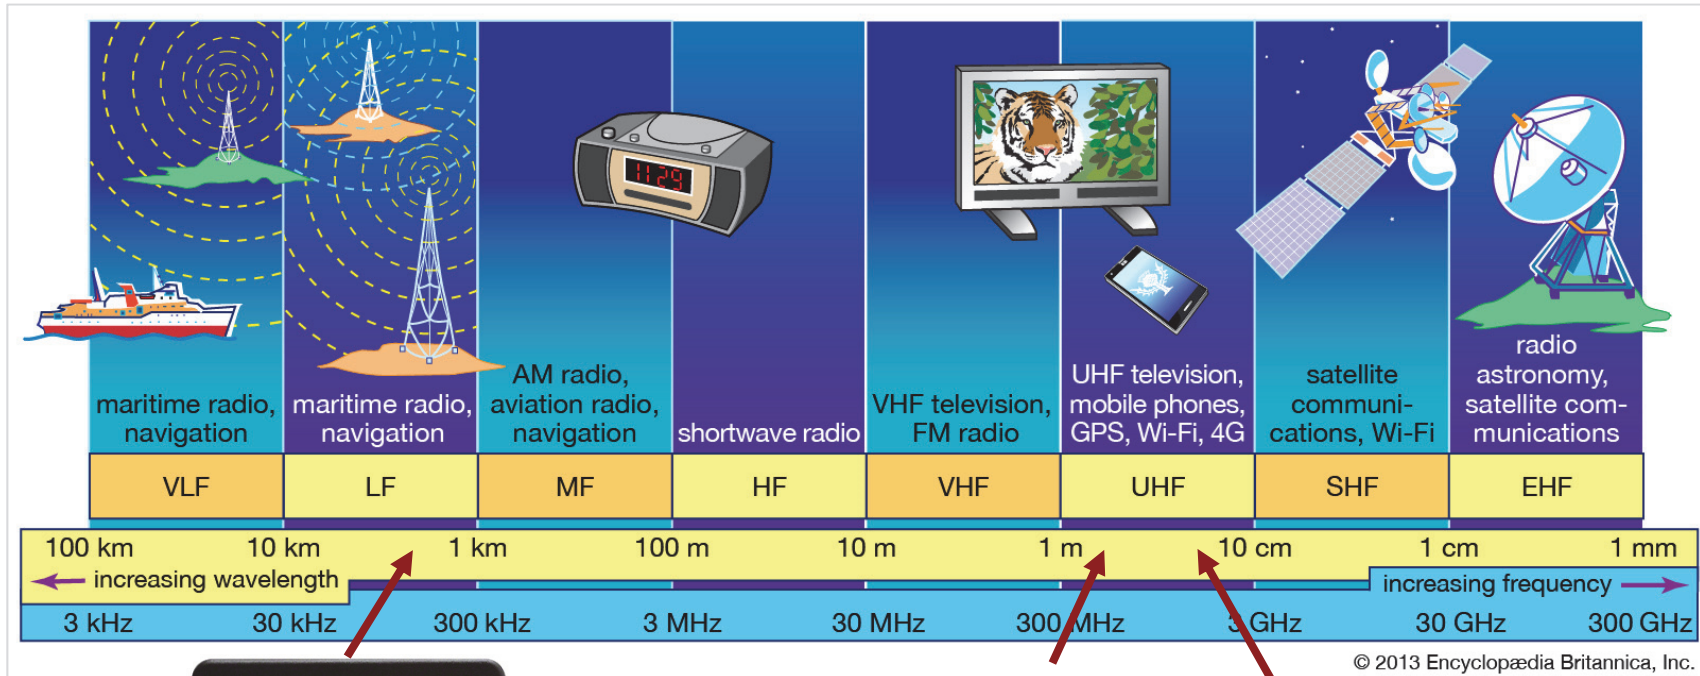 11:29
maritime radio,
navigation
maritime radio,
navigation
AM radio,
aviation radio,
navigation
shortwave radio
VHF television,
FM radio
UHF television,
mobile phones,
GPS, Wi-Fi, 4G
satellite
communi-
cations, Wi-Fi
radio
astronomy,
satellite com-
munications
VLF LF MF HF VHF UHF SHF EHF
100 km 10 km 1 km 100 m 10 m 1 m 10 cm 1 cm 1 mm
increasing wavelength increasing frequency
3 kHz 30 kHz 300 kHz 3 MHz 30 MHz 300 MHz 3 GHz 30 GHz 300 GHz
© 2013 Encyclopædia Britannica, Inc.